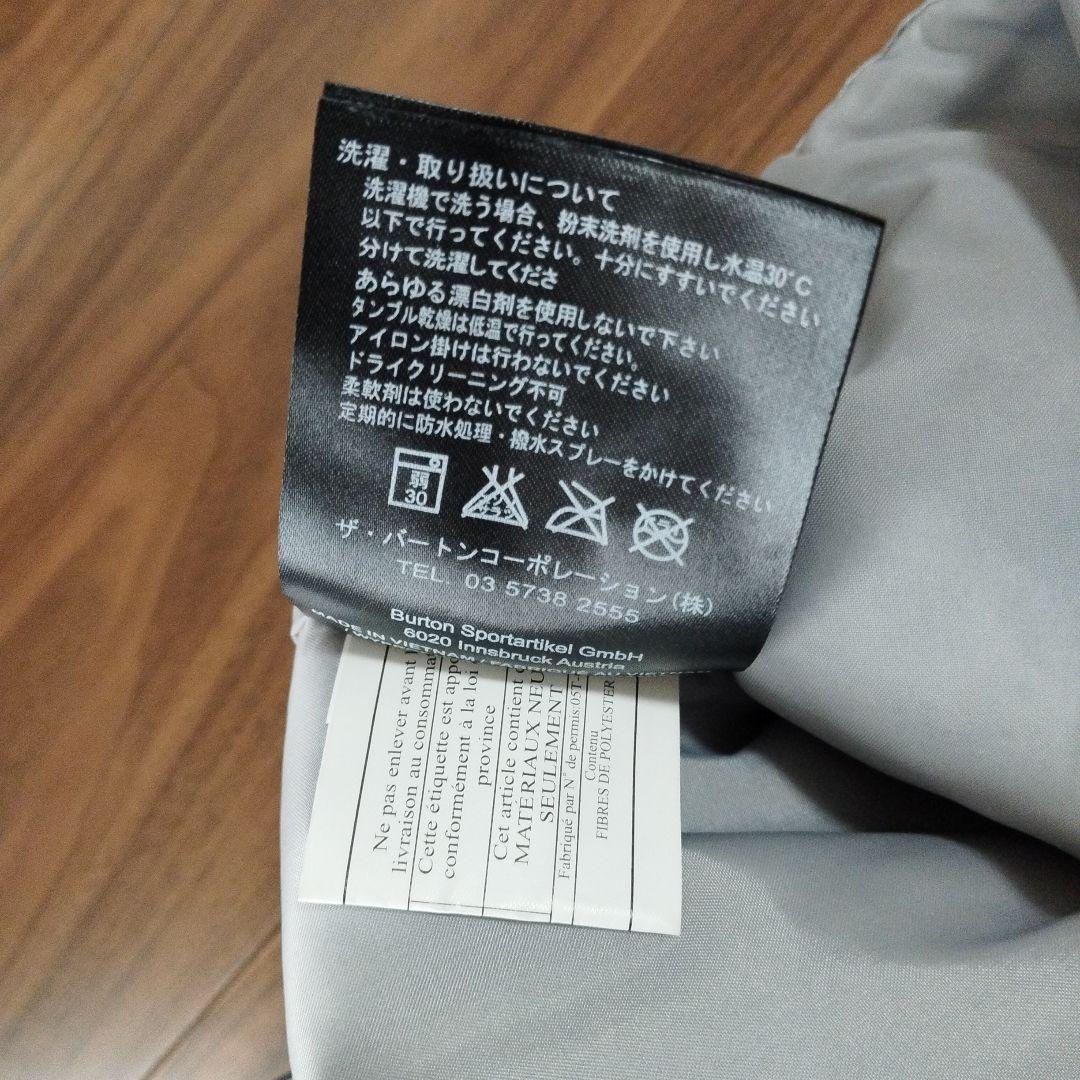 洗濯・取り扱いについて
洗濯機で洗う場合、粉末洗剤を使用し水温30°C
以下で行ってください。十分にすすいでください
分けて洗濯してくださ
あらゆる漂白剤を使用しないで下さい
タンブル乾燥は低温で行ってください。
アイロン掛けは行わないでください
ドライクリーニング不可
柔軟剤は使わないでください
定期的に防水処理・撥水スプレーをかけてください
弱
30
ザ・バートンコーポレーション(株)
TEL. 03 5738 2555
Burton Sportartikel GmbH
6020 Innsbruck Austria
MADE IN VIETNAM / FABRIQUE AU
Ne pas enlever avant
livraison au consommat
Cette étiquette est appo
conformément à la loi
province
Cet article contient
MATERIAUX NEU
SEULEMENT
Fabriqué par N° de permis:05T-
Contenu
FIBRES DE POLYESTER